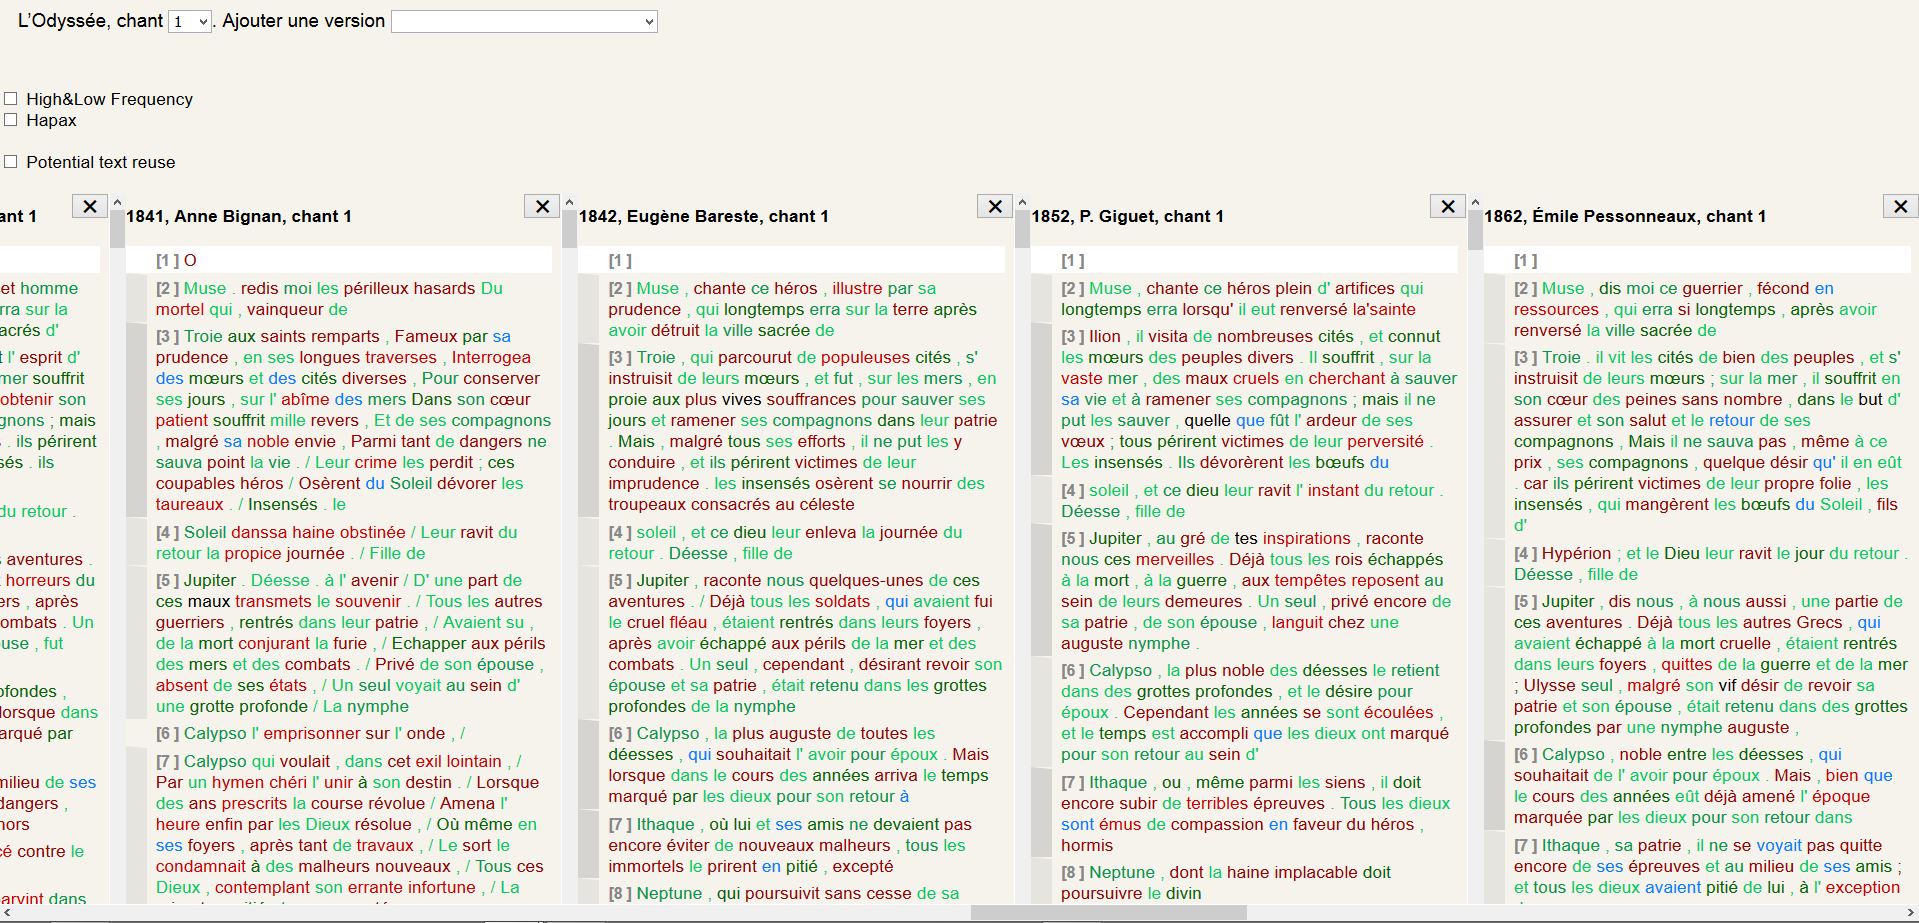 L'Odyssée, chant 1 . Ajouter une version
High&Low Frequency
Hapax
Potential text reuse
ant 1
et homme
rra sur la
acrés d'
t l' esprit d'
mer souffrit
obtenir son
gnons ; mais
. ils périrent
sés . ils
du retour .
aventures .
horreurs du
ers , après
ombats . Un
use , fut
ofondes ,
lorsque dans
arqué par
milieu de ses
dangers ,
hors
cé contre le
parvint dans
1841, Anne Bignan, chant 1
[1 ] O
[2 ] Muse . redis moi les périlleux hasards Du
mortel qui , vainqueur de
[3 ] Troie aux saints remparts , Fameux par sa
prudence , en ses longues traverses , Interrogea
des mœurs et des cités diverses , Pour conserver
ses jours , sur l' abîme des mers Dans son cœur
patient souffrit mille revers , Et de ses compagnons
, malgré sa noble envie , Parmi tant de dangers ne
sauva point la vie . / Leur crime les perdit ; ces
coupables héros / Osèrent du Soleil dévorer les
taureaux . / Insensés . le
[4 ] Soleil danssa haine obstinée / Leur ravit du
retour la propice journée . / Fille de
[5 ] Jupiter . Déesse . à l' avenir / D' une part de
ces maux transmets le souvenir . / Tous les autres
guerriers , rentrés dans leur patrie , / Avaient su ,
de la mort conjurant la furie , / Echapper aux périls
des mers et des combats . / Privé de son épouse ,
absent de ses états , / Un seul voyait au sein d'
une grotte profonde / La nymphe
[6 ] Calypso l' emprisonner sur l' onde , /
[7 ] Calypso qui voulait , dans cet exil lointain , /
Par un hymen chéri l' unir à son destin . / Lorsque
des ans prescrits la course révolue / Amena l'
heure enfin par les Dieux résolue , / Où même en
ses foyers , après tant de travaux , / Le sort le
condamnait à des malheurs nouveaux , / Tous ces
Dieux , contemplant son errante infortune , / La
1842, Eugène Bareste, chant 1
[1 ]
[2 ] Muse , chante ce héros , illustre par sa
prudence , qui longtemps erra sur la terre après
avoir détruit la ville sacrée de
[3 ] Troie , qui parcourut de populeuses cités , s'
instruisit de leurs mœurs , et fut , sur les mers , en
proie aux plus vives souffrances pour sauver ses
jours et ramener ses compagnons dans leur patrie
. Mais , malgré tous ses efforts , il ne put les y
conduire , et ils périrent victimes de leur
imprudence . les insensés osèrent se nourrir des
troupeaux consacrés au céleste
[4 ] soleil , et ce dieu leur enleva la journée du
retour . Déesse , fille de
[5 ] Jupiter , raconte nous quelques-unes de ces
aventures . / Déjà tous les soldats , qui avaient fui
le cruel fléau , étaient rentrés dans leurs foyers ,
après avoir échappé aux périls de la mer et des
combats . Un seul , cependant , désirant revoir son
épouse et sa patrie , était retenu dans les grottes
profondes de la nymphe
[6 ] Calypso , la plus auguste de toutes les
déesses , qui souhaitait l' avoir pour époux . Mais
lorsque dans le cours des années arriva le temps
marqué par les dieux pour son retour à
[7 ] Ithaque , où lui et ses amis ne devaient pas
encore éviter de nouveaux malheurs , tous les
immortels le prirent en pitié , excepté
[8 ] Neptune , qui poursuivit sans cesse de sa
1852, P. Giguet, chant 1
[1 ]
[2 ] Muse , chante ce héros plein d' artifices qui
longtemps erra lorsqu' il eut renversé la'sainte
[3 ] Ilion , il visita de nombreuses cités , et connut
les mœurs des peuples divers . Il souffrit , sur la
vaste mer , des maux cruels en cherchant à sauver
sa vie et à ramener ses compagnons ; mais il ne
put les sauver , quelle que fût l' ardeur de ses
vœux ; tous périrent victimes de leur perversité .
Les insensés . Ils dévorèrent les bœufs du
[4 ] soleil , et ce dieu leur ravit l' instant du retour .
Déesse , fille de
[5 ] Jupiter , au gré de tes inspirations , raconte
nous ces merveilles . Déjà tous les rois échappés
à la mort , à la guerre , aux tempêtes reposent au
sein de leurs demeures . Un seul , privé encore de
sa patrie , de son épouse , languit chez une
auguste nymphe .
[6 ] Calypso , la plus noble des déesses le retient
dans des grottes profondes , et le désire pour
époux . Cependant les années se sont écoulées ,
et le temps est accompli que les dieux ont marqué
pour son retour au sein d'
[7 ] Ithaque , ou , même parmi les siens , il doit
encore subir de terribles épreuves . Tous les dieux
sont émus de compassion en faveur du héros ,
hormis
[8 ] Neptune , dont la haine implacable doit
poursuivre le divin
1862, Émile Pessonneaux, chant 1
[1 ]
[2 ] Muse , dis moi ce guerrier , fécond en
ressources , qui erra si longtemps , après avoir
renversé la ville sacrée de
[3 ] Troie . il vit les cités de bien des peuples , et s'
instruisit de leurs mœurs ; sur la mer , il souffrit en
son cœur des peines sans nombre , dans le but d'
assurer et son salut et le retour de ses
compagnons , Mais il ne sauva pas , même à ce
prix , ses compagnons , quelque désir qu' il en eût
. car ils périrent victimes de leur propre folie , les
insensés , qui mangèrent les bœufs du Soleil , fils
d'
[4 ] Hypérion ; et le Dieu leur ravit le jour du retour .
Déesse , fille de
[5 ] Jupiter , dis nous , à nous aussi , une partie de
ces aventures . Déjà tous les autres Grecs , qui
avaient échappé à la mort cruelle , étaient rentrés
dans leurs foyers , quittes de la guerre et de la mer
; Ulysse seul , malgré son vif désir de revoir sa
patrie et son épouse , était retenu dans des grottes
profondes par une nymphe auguste ,
[6 ] Calypso , noble entre les déesses , qui
souhaitait de l' avoir pour époux . Mais , bien que
le cours des années eût déjà amené l' époque
marquée par les dieux pour son retour dans
[7 ] Ithaque , sa patrie , il ne se voyait pas quitte
encore de ses épreuves et au milieu de ses amis ;
et tous les dieux avaient pitié de lui , à l' exception